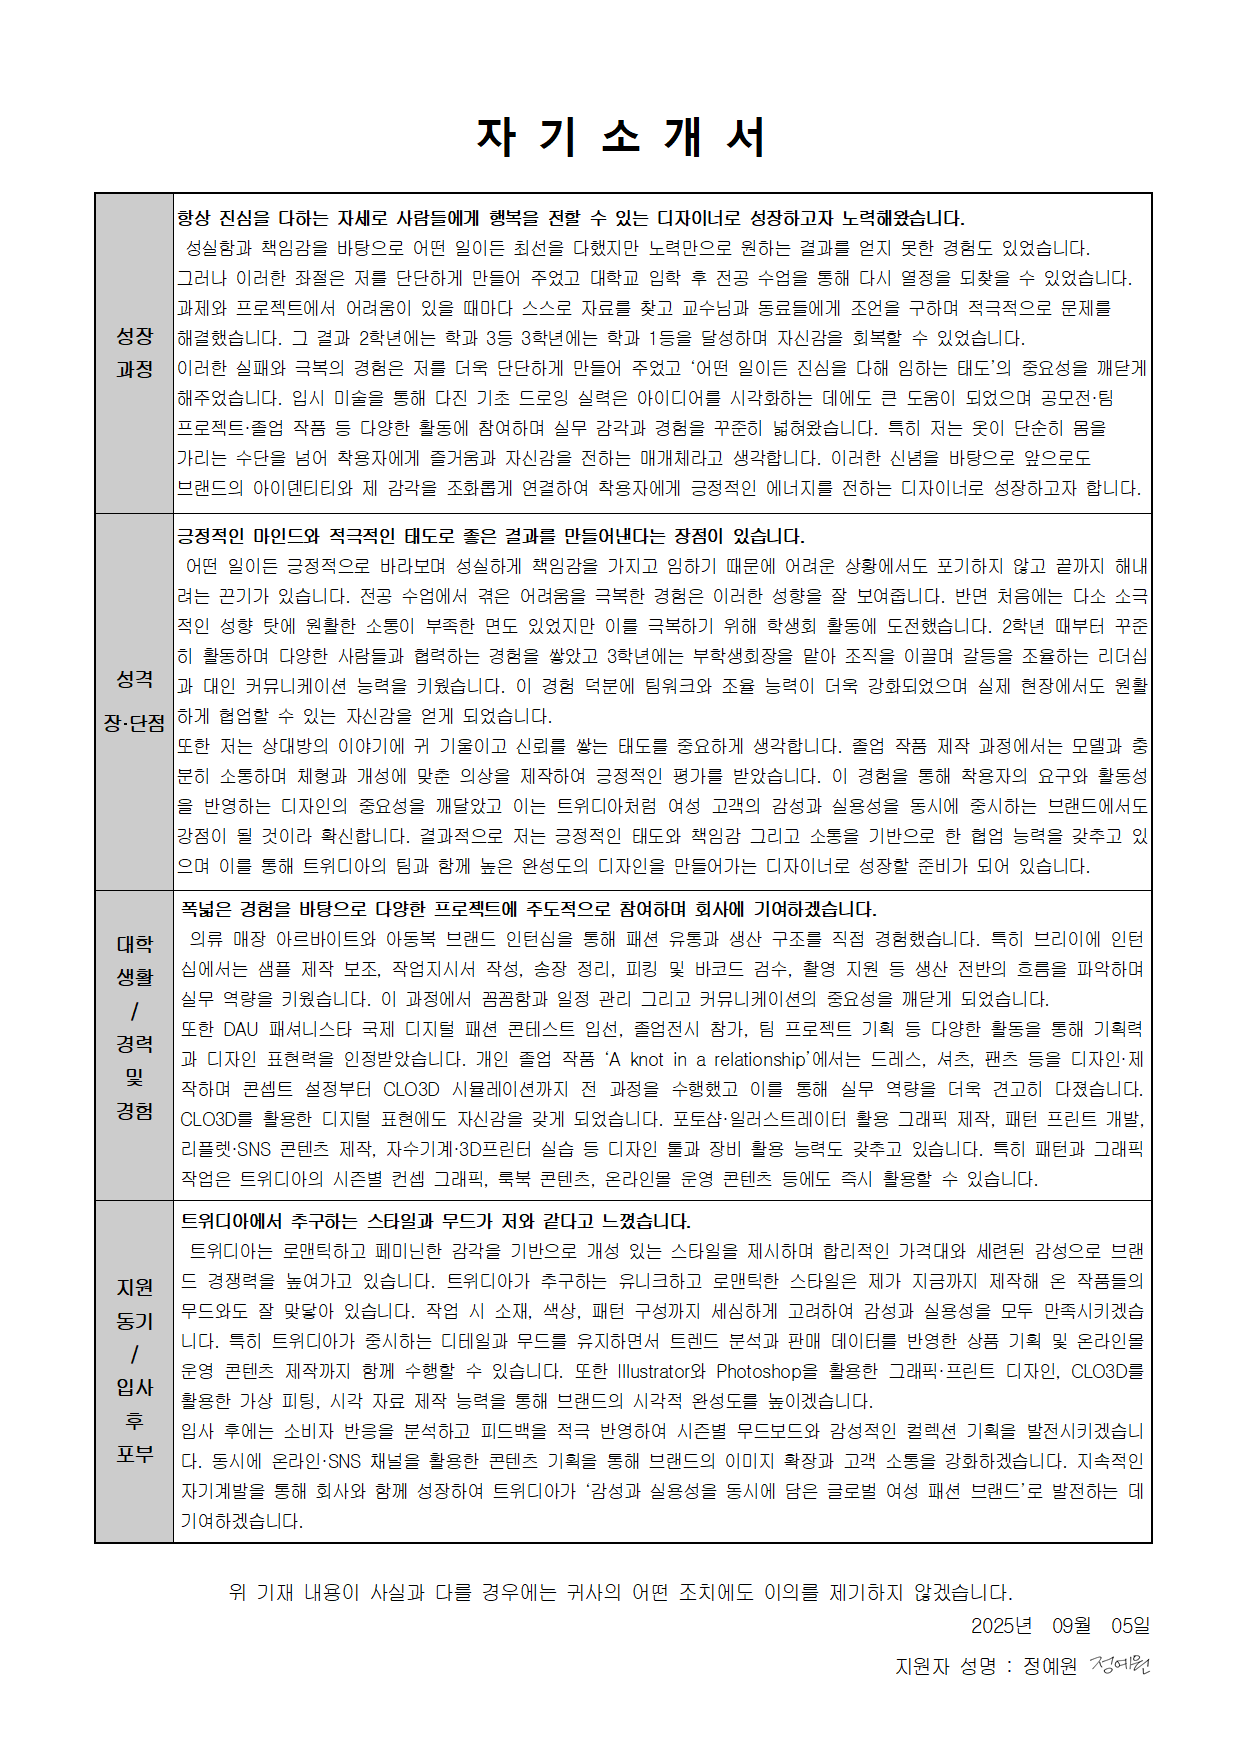 자 기 소 개 서
성장
과정
항상 진심을 다하는 자세로 사람들에게 행복을 전할 수 있는 디자이너로 성장하고자 노력해왔습니다.
성실함과 책임감을 바탕으로 어떤 일이든 최선을 다했지만 노력만으로 원하는 결과를 얻지 못한 경험도 있었습니다.
그러나 이러한 좌절은 저를 단단하게 만들어 주었고 대학교 입학 후 전공 수업을 통해 다시 열정을 되찾을 수 있었습니다.
과제와 프로젝트에서 어려움이 있을 때마다 스스로 자료를 찾고 교수님과 동료들에게 조언을 구하며 적극적으로 문제를
해결했습니다. 그 결과 2학년에는 학과 3등 3학년에는 학과 1등을 달성하며 자신감을 회복할 수 있었습니다.
이러한 실패와 극복의 경험은 저를 더욱 단단하게 만들어 주었고 ‘어떤 일이든 진심을 다해 임하는 태도’의 중요성을 깨닫게
해주었습니다. 입시 미술을 통해 다진 기초 드로잉 실력은 아이디어를 시각화하는 데에도 큰 도움이 되었으며 공모전·팀
프로젝트·졸업 작품 등 다양한 활동에 참여하며 실무 감각과 경험을 꾸준히 넓혀왔습니다. 특히 저는 옷이 단순히 몸을
가리는 수단을 넘어 착용자에게 즐거움과 자신감을 전하는 매개체라고 생각합니다. 이러한 신념을 바탕으로 앞으로도
브랜드의 아이덴티티와 제 감각을 조화롭게 연결하여 착용자에게 긍정적인 에너지를 전하는 디자이너로 성장하고자 합니다.
성격
장·단점
긍정적인 마인드와 적극적인 태도로 좋은 결과를 만들어낸다는 장점이 있습니다.
어떤 일이든 긍정적으로 바라보며 성실하게 책임감을 가지고 임하기 때문에 어려운 상황에서도 포기하지 않고 끝까지 해내
려는 끈기가 있습니다. 전공 수업에서 겪은 어려움을 극복한 경험은 이러한 성향을 잘 보여줍니다. 반면 처음에는 다소 소극
적인 성향 탓에 원활한 소통이 부족한 면도 있었지만 이를 극복하기 위해 학생회 활동에 도전했습니다. 2학년 때부터 꾸준
히 활동하며 다양한 사람들과 협력하는 경험을 쌓았고 3학년에는 부학생회장을 맡아 조직을 이끌며 갈등을 조율하는 리더십
과 대인 커뮤니케이션 능력을 키웠습니다. 이 경험 덕분에 팀워크와 조율 능력이 더욱 강화되었으며 실제 현장에서도 원활
하게 협업할 수 있는 자신감을 얻게 되었습니다.
또한 저는 상대방의 이야기에 귀 기울이고 신뢰를 쌓는 태도를 중요하게 생각합니다. 졸업 작품 제작 과정에서는 모델과 충
분히 소통하며 체형과 개성에 맞춘 의상을 제작하여 긍정적인 평가를 받았습니다. 이 경험을 통해 착용자의 요구와 활동성
을 반영하는 디자인의 중요성을 깨달았고 이는 트위디아처럼 여성 고객의 감성과 실용성을 동시에 중시하는 브랜드에서도
강점이 될 것이라 확신합니다. 결과적으로 저는 긍정적인 태도와 책임감 그리고 소통을 기반으로 한 협업 능력을 갖추고 있
으며 이를 통해 트위디아의 팀과 함께 높은 완성도의 디자인을 만들어가는 디자이너로 성장할 준비가 되어 있습니다.
대학
생활
/
경력
및
경험
폭넓은 경험을 바탕으로 다양한 프로젝트에 주도적으로 참여하며 회사에 기여하겠습니다.
의류 매장 아르바이트와 아동복 브랜드 인턴십을 통해 패션 유통과 생산 구조를 직접 경험했습니다. 특히 브리이에 인턴
십에서는 샘플 제작 보조, 작업지시서 작성, 송장 정리, 피킹 및 바코드 검수, 촬영 지원 등 생산 전반의 흐름을 파악하며
실무 역량을 키웠습니다. 이 과정에서 꼼꼼함과 일정 관리 그리고 커뮤니케이션의 중요성을 깨닫게 되었습니다.
또한 DAU 패셔니스타 국제 디지털 패션 콘테스트 입선, 졸업전시 참가, 팀 프로젝트 기획 등 다양한 활동을 통해 기획력
과 디자인 표현력을 인정받았습니다. 개인 졸업 작품 ‘A knot in a relationship’에서는 드레스, 셔츠, 팬츠 등을 디자인·제
작하며 콘셉트 설정부터 CLO3D 시뮬레이션까지 전 과정을 수행했고 이를 통해 실무 역량을 더욱 견고히 다졌습니다.
CLO3D를 활용한 디지털 표현에도 자신감을 갖게 되었습니다. 포토샵·일러스트레이터 활용 그래픽 제작, 패턴 프린트 개발,
리플렛·SNS 콘텐츠 제작, 자수기계·3D프린터 실습 등 디자인 툴과 장비 활용 능력도 갖추고 있습니다. 특히 패턴과 그래픽
작업은 트위디아의 시즌별 컨셉 그래픽, 룩북 콘텐츠, 온라인몰 운영 콘텐츠 등에도 즉시 활용할 수 있습니다.
지원
동기
/
입사
후
포부
트위디아에서 추구하는 스타일과 무드가 저와 같다고 느꼈습니다.
트위디아는 로맨틱하고 페미닌한 감각을 기반으로 개성 있는 스타일을 제시하며 합리적인 가격대와 세련된 감성으로 브랜
드 경쟁력을 높여가고 있습니다. 트위디아가 추구하는 유니크하고 로맨틱한 스타일은 제가 지금까지 제작해 온 작품들의
무드와도 잘 맞닿아 있습니다. 작업 시 소재, 색상, 패턴 구성까지 세심하게 고려하여 감성과 실용성을 모두 만족시키겠습
니다. 특히 트위디아가 중시하는 디테일과 무드를 유지하면서 트렌드 분석과 판매 데이터를 반영한 상품 기획 및 온라인몰
운영 콘텐츠 제작까지 함께 수행할 수 있습니다. 또한 Illustrator와 Photoshop을 활용한 그래픽·프린트 디자인, CLO3D를
활용한 가상 피팅, 시각 자료 제작 능력을 통해 브랜드의 시각적 완성도를 높이겠습니다.
입사 후에는 소비자 반응을 분석하고 피드백을 적극 반영하여 시즌별 무드보드와 감성적인 컬렉션 기획을 발전시키겠습니
다. 동시에 온라인·SNS 채널을 활용한 콘텐츠 기획을 통해 브랜드의 이미지 확장과 고객 소통을 강화하겠습니다. 지속적인
자기계발을 통해 회사와 함께 성장하여 트위디아가 ‘감성과 실용성을 동시에 담은 글로벌 여성 패션 브랜드’로 발전하는 데
기여하겠습니다.
위 기재 내용이 사실과 다를 경우에는 귀사의 어떤 조치에도 이의를 제기하지 않겠습니다.
2025년 09월 05일
지원자 성명 : 정예원 정예원